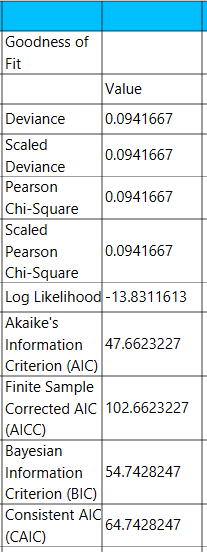 Goodness of
Fit
Value
Deviance 0.0941667
Scaled
Deviance 0.0941667
Pearson
Chi-Square 0.0941667
Scaled
Pearson
Chi-Square 0.0941667
Log Likelihood -13.8311613
Akaike's
Information
Criterion (AIC) 47.6623227
Finite Sample
Corrected AIC
(AICC) 102.6623227
Bayesian
Information
Criterion (BIC) 54.7428247
Consistent AIC
(CAIC) 64.7428247